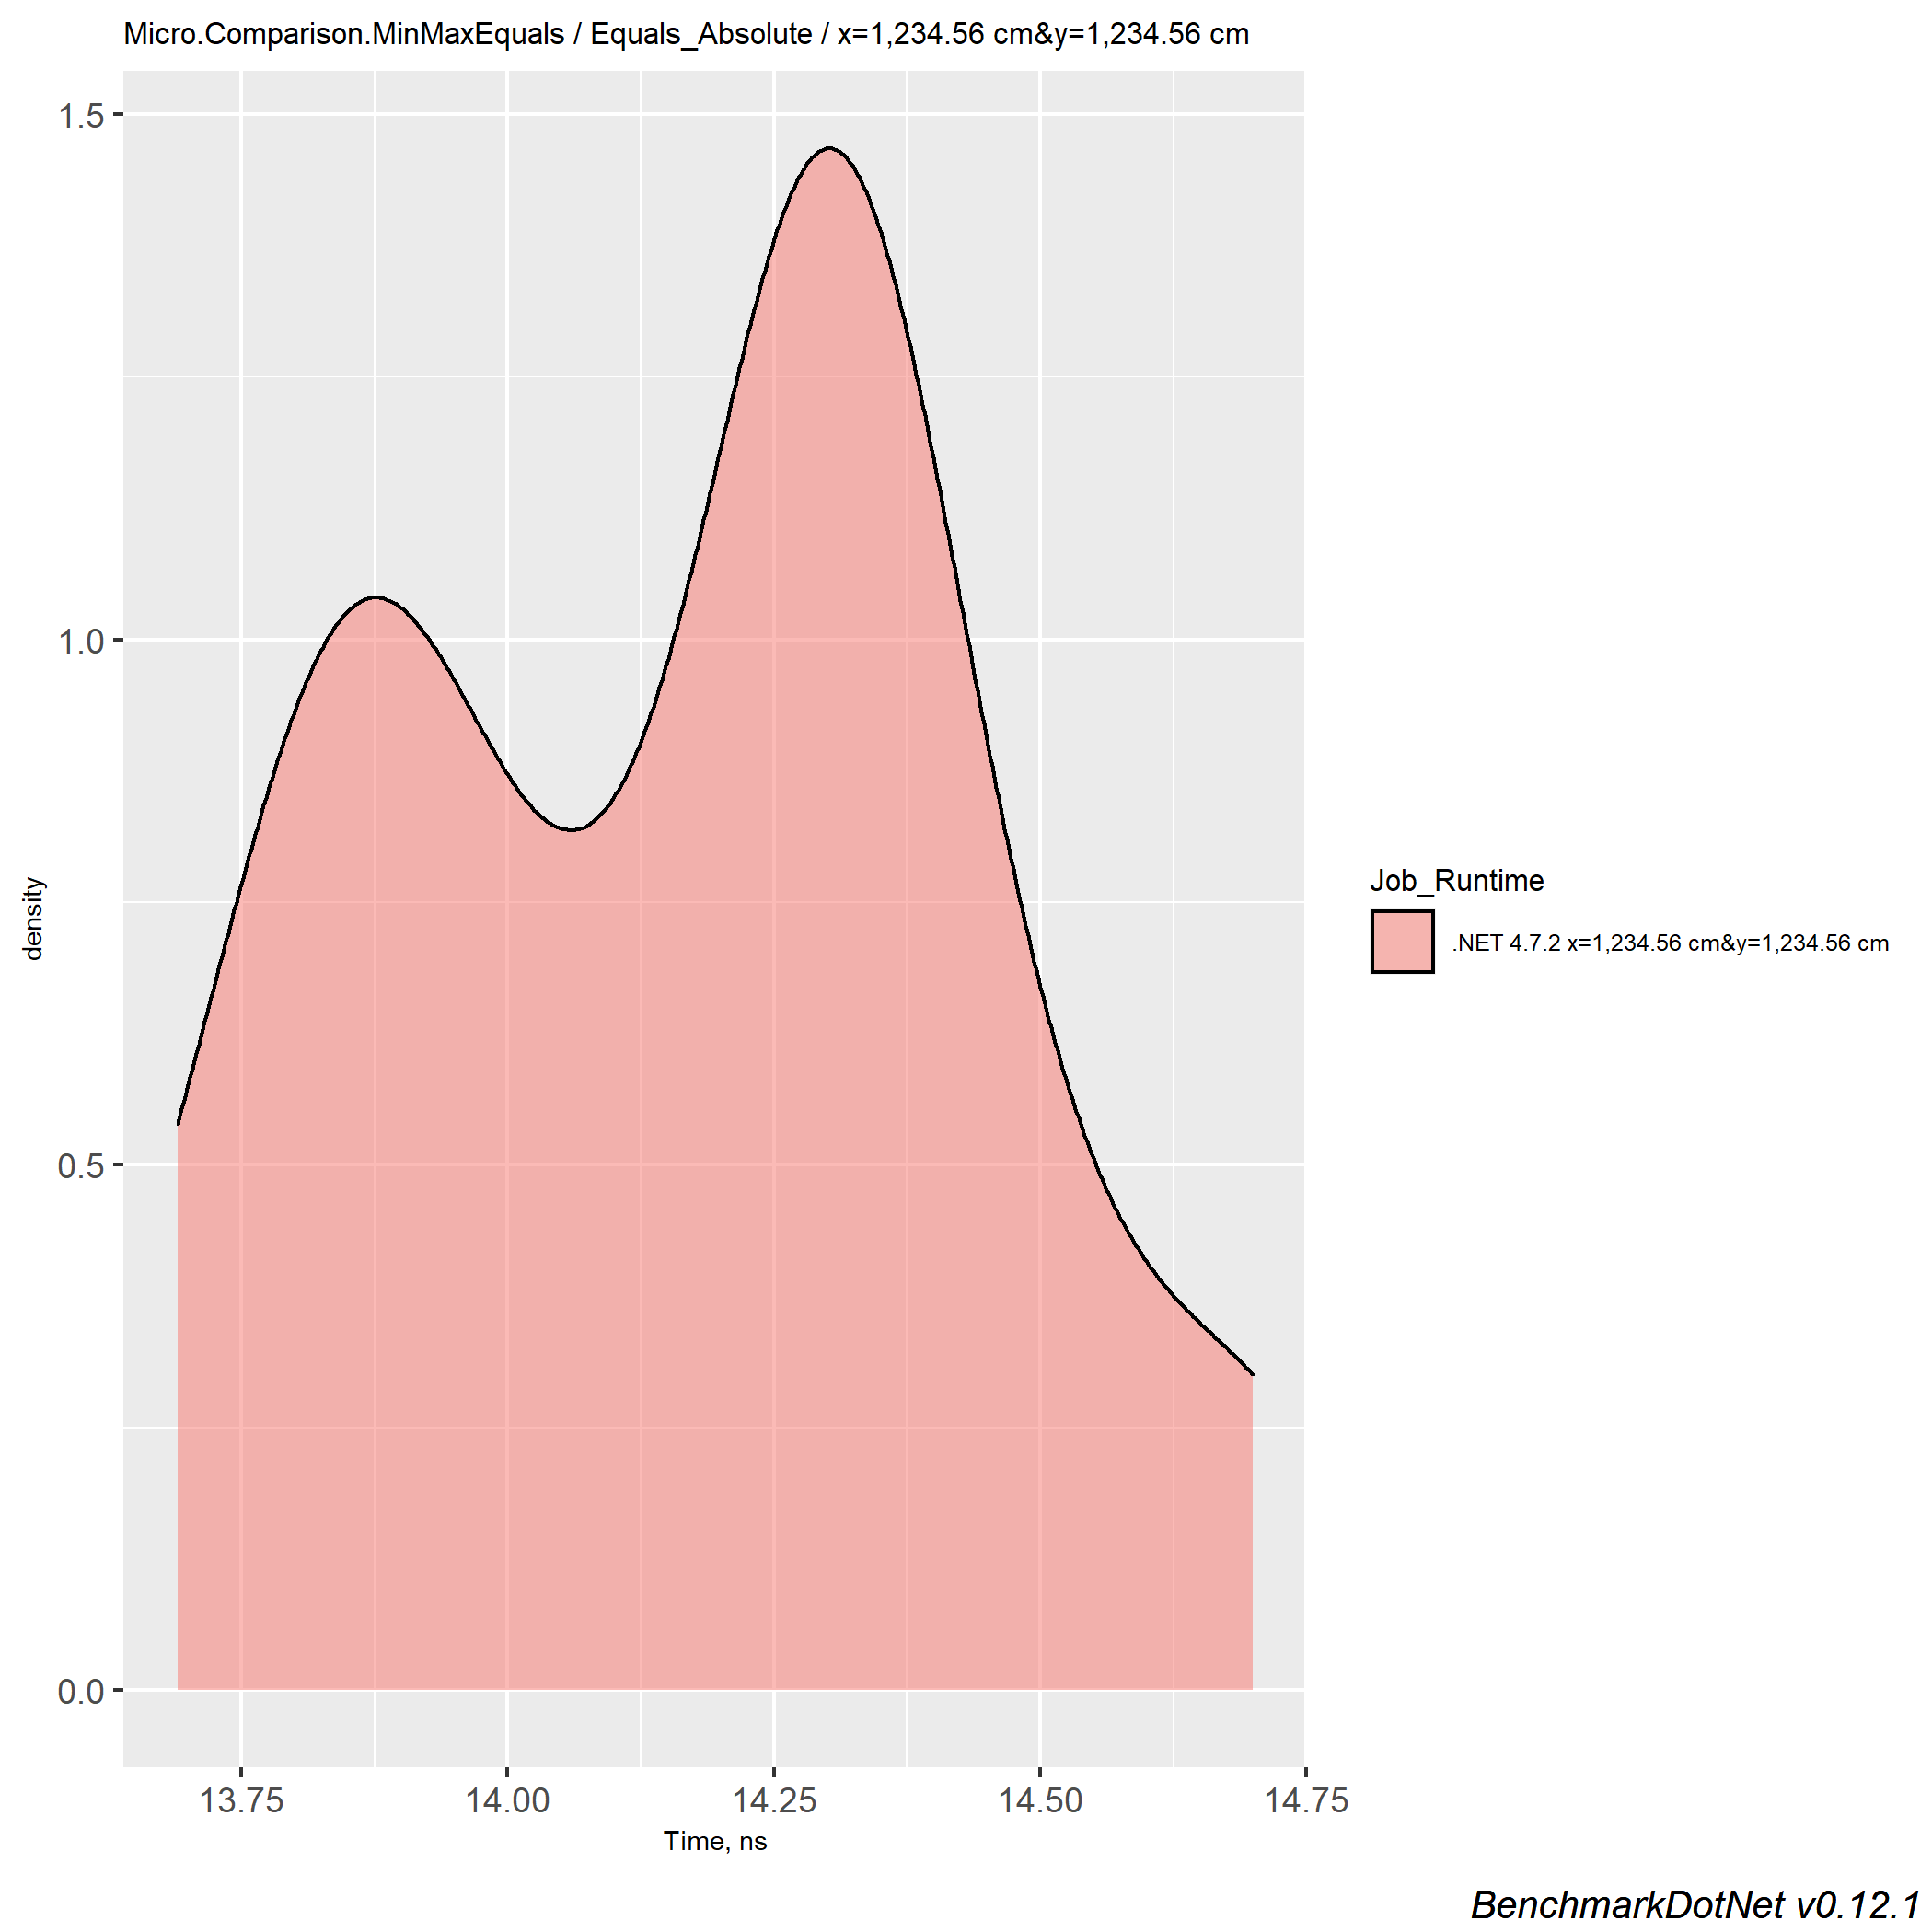 Micro.Comparison.MinMaxEquals / Equals_Absolute / x=1,234.56 cm&y=1,234.56 cm
1.5
1.0
0.5
0.0
density
13.75 14.00 14.25 14.50 14.75
Time, ns
Job_Runtime
.NET 4.7.2 x=1,234.56 cm&y=1,234.56 cm
BenchmarkDotNet v0.12.1